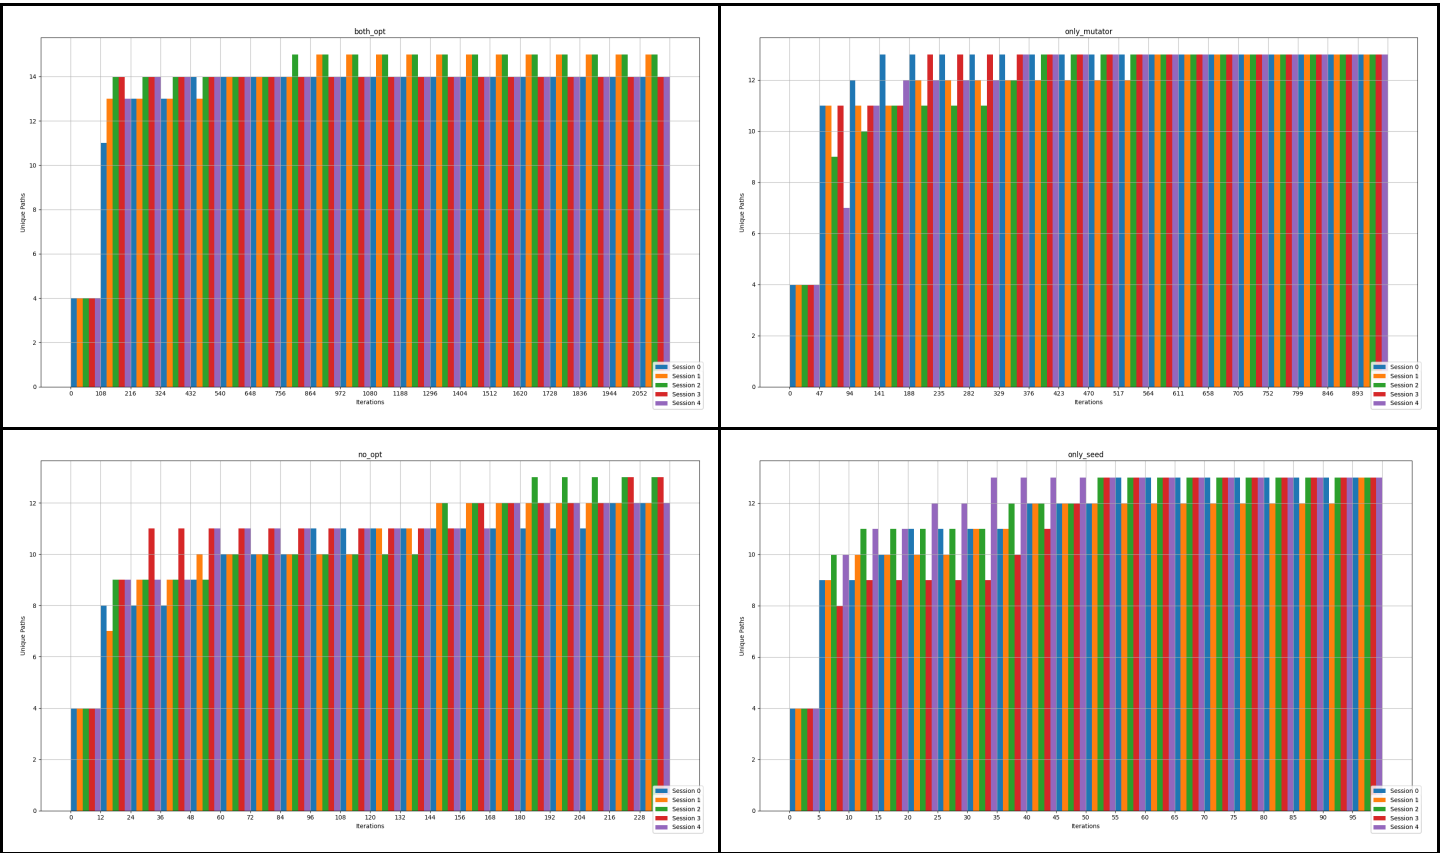 both_opt
Unique Paths
14
12
10
8
6
4
2
0
0 108 216 324 432 540 648 756 864 972 1080 1188 1296 1404 1512 1620 1728 1836 1944 2052
Iterations
Session 0
Session 1
Session 2
Session 3
Session 4
only_mutator
Unique Paths
12
10
8
6
4
2
0
0 47 94 141 188 235 282 329 376 423 470 517 564 611 658 705 752 799 846 893
Iterations
Session 0
Session 1
Session 2
Session 3
Session 4
no_opt
Unique Paths
12
10
8
6
4
2
0
0 12 24 36 48 60 72 84 96 108 120 132 144 156 168 180 192 204 216 228
Iterations
Session 0
Session 1
Session 2
Session 3
Session 4
only_seed
Unique Paths
12
10
8
6
4
2
0
0 5 10 15 20 25 30 35 40 45 50 55 60 65 70 75 80 85 90 95
Iterations
Session 0
Session 1
Session 2
Session 3
Session 4